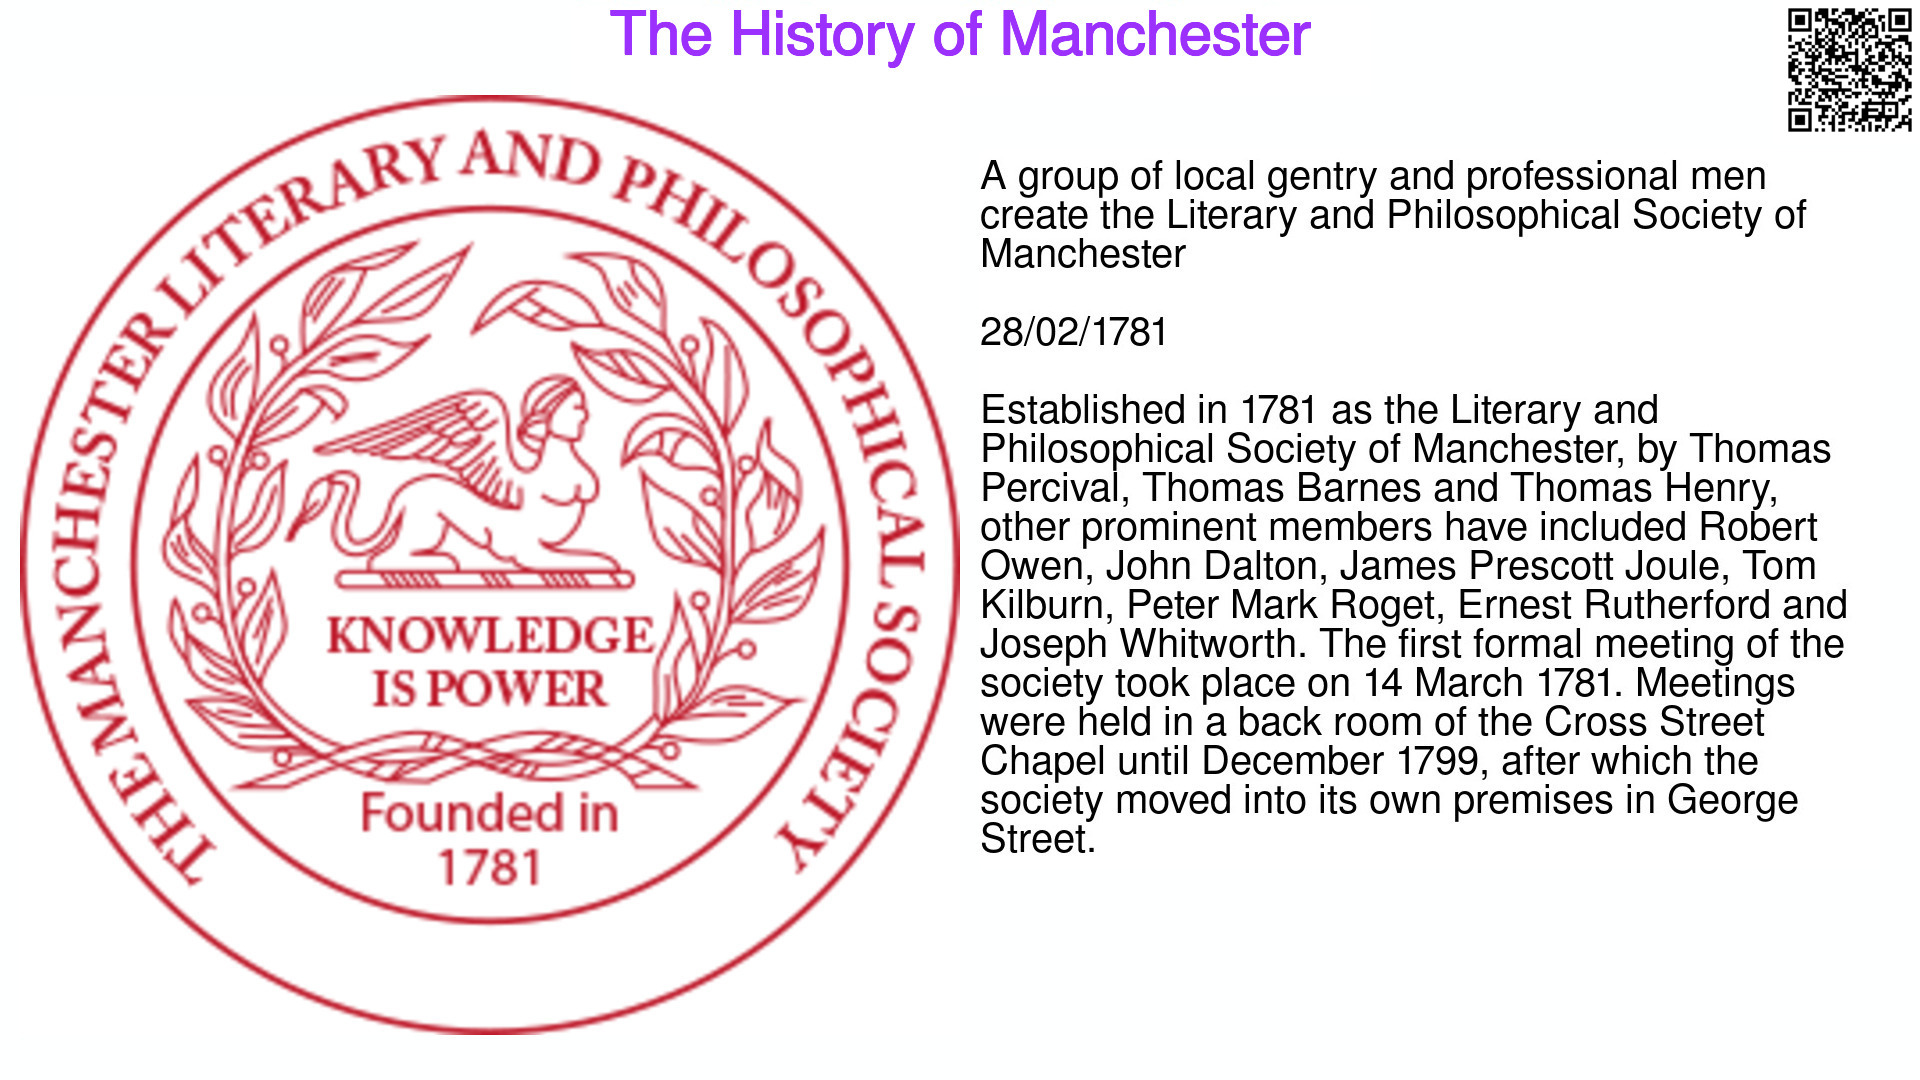 The History of Manchester
THE MANCHESTER LITERARY AND PHILOSOPHICAL SOCIETY
KNOWLEDGE
IS POWER
Founded in
1781
A group of local gentry and professional men
create the Literary and Philosophical Society of
Manchester
28/02/1781
Established in 1781 as the Literary and
Philosophical Society of Manchester, by Thomas
Percival, Thomas Barnes and Thomas Henry,
other prominent members have included Robert
Owen, John Dalton, James Prescott Joule, Tom
Kilburn, Peter Mark Roget, Ernest Rutherford and
Joseph Whitworth. The first formal meeting of the
society took place on 14 March 1781. Meetings
were held in a back room of the Cross Street
Chapel until December 1799, after which the
society moved into its own premises in George
Street.